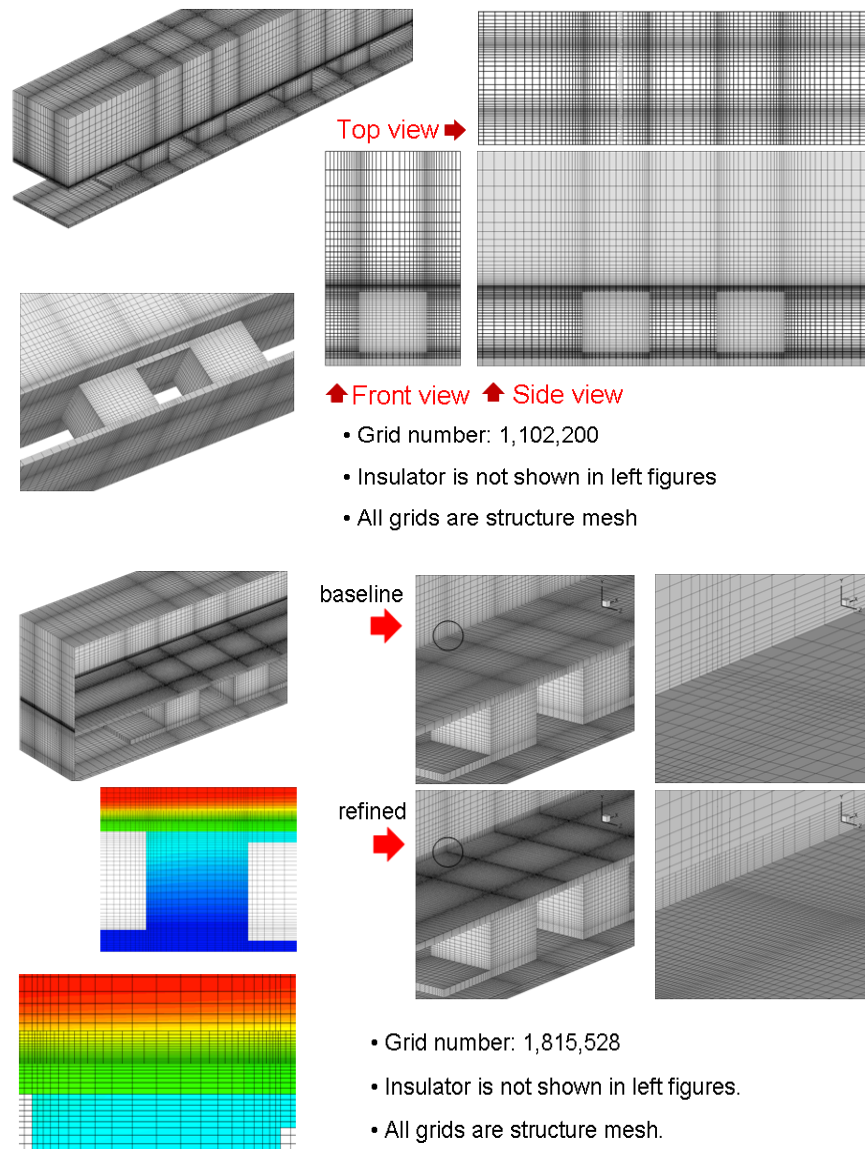 Top view
Front view Side view
• Grid number: 1,102,200
• Insulator is not shown in left figures
• All grids are structure mesh
baseline
refined
• Grid number: 1,815,528
• Insulator is not shown in left figures.
• All grids are structure mesh.